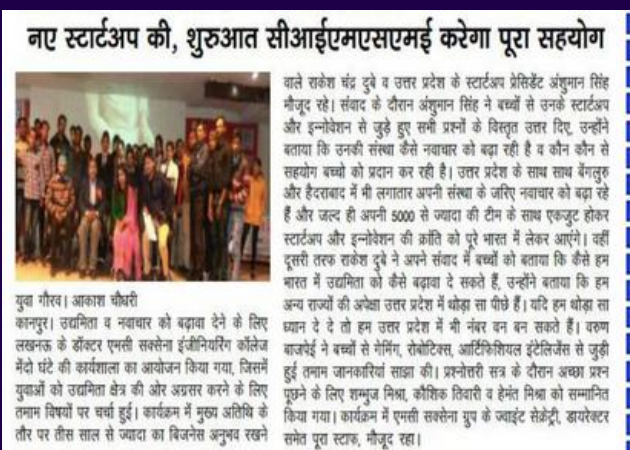 नए स्टार्टअप की, शुरुआत सीआईएमएसएमई करेगा पूरा सहयोग
युवा गौरव। आकाश चौधरी
कानपुर। उद्यमिता व नवाचार को बढ़ावा देने के लिए
लखनऊ के डॉक्टर एमसी सक्सेना इंजीनियरिंग कॉलेज
मेंदो घंटे की कार्यशाला का आयोजन किया गया, जिसमें
युवाओं को उद्यमिता क्षेत्र की ओर अग्रसर करने के लिए
तमाम विषयों पर चर्चा हुई। कार्यक्रम में मुख्य अतिथि के
तौर पर तीस साल से ज्यादा का बिजनेस अनुभव रखने
वाले राकेश चंद्र दुबे व उत्तर प्रदेश के स्टार्टअप प्रेसिडेंट अंशुमान सिंह
मौजूद रहे। संवाद के दौरान अंशुमान सिंह ने बच्चों से उनके स्टार्टअप
और इन्नोवेशन से जुड़े हुए सभी प्रश्नों के विस्तृत उत्तर दिए, उन्होंने
बताया कि उनकी संस्था कैसे नवाचार को बढ़ा रही है व कौन कौन से
सहयोग बच्चो को प्रदान कर रही है। उत्तर प्रदेश के साथ साथ बेंगलुरु
और हैदराबाद में भी लगातार अपनी संस्था के जरिए नवाचार को बढ़ा रहे
हैं और जल्द ही अपनी 5000 से ज्यादा की टीम के साथ एकजुट होकर
स्टार्टअप और इन्नोवेशन की क्रांति को पूरे भारत में लेकर आएंगे। वहीं
दूसरी तरफ राकेश दुबे ने अपने संवाद में बच्चों को बताया कि कैसे हम
भारत में उद्यमिता को कैसे बढ़ावा दे सकते हैं, उन्होंने बताया कि हम
अन्य राज्यों की अपेक्षा उत्तर प्रदेश में थोड़ा सा पीछे हैं। यदि हम थोड़ा सा
ध्यान दे दे तो हम उत्तर प्रदेश में भी नंबर वन बन सकते हैं। वरुण
बाजपेई ने बच्चों से गेमिंग, रोबोटिक्स, आर्टिफिशियल इंटेलिजेंस से जुड़ी
हुई तमाम जानकारियां साझा की। प्रश्नोत्तरी सत्र के दौरान अच्छा प्रश्न
पूछने के लिए शम्भुज मिश्रा, कौशिक तिवारी व हेमंत मिश्रा को सम्मानित
किया गया। कार्यक्रम में एमसी सक्सेना ग्रुप के ज्वाइंट सेक्रेट्री, डायरेक्टर
समेत पूरा स्टाफ, मौजूद रहा।